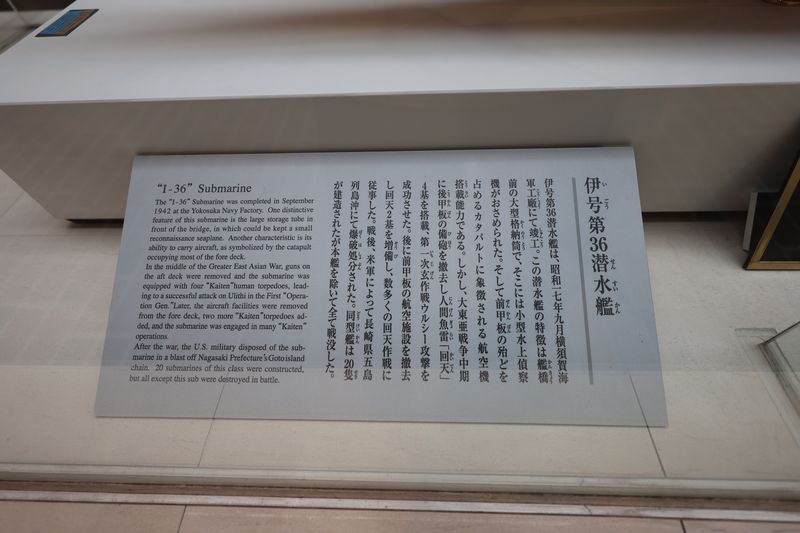 伊号第36潜水艦
伊号第36潜水艦は、昭和一七年九月横須賀海
軍工廠にて竣工。この潜水艦の特徴は艦橋
前の大型格納筒で、そこには小型水上偵察
機がおさめられた。そして前甲板の殆どを
占めるカタパルトに象徴される航空機
搭載能力である。しかし、大東亜戦争中期
に後甲板の備砲を撤去し人間魚雷「回天」
4基を搭載、第一次玄作戦ウルシー攻撃を
成功させた。後に前甲板の航空施設を撤去
し回天2基を増備し、数多くの回天作戦に
従事した。戦後、米軍によって長崎県五島
列島沖にて爆破処分された。同型艦は20隻
が建造されたが本艦を除いて全て戦没した。
"I-36" Submarine
The "I-36" Submarine was completed in September
1942 at the Yokosuka Navy Factory. One distinctive
feature of this submarine is the large storage tube in
front of the bridge, in which could be kept a small
reconnaissance seaplane. Another characteristic is its
ability to carry aircraft, as symbolized by the catapult
occupying most of the fore deck.
In the middle of the Greater East Asian War, guns on
the aft deck were removed and the submarine was
equipped with four "Kaiten" human torpedoes, lead-
ing to a successful attack on Ulithi in the First "Opera-
tion Gen." Later, the aircraft facilities were removed
from the fore deck, two more "Kaiten" torpedoes ad-
ded, and the submarine was engaged in many "Kaiten"
operations.
After the war, the U.S. military disposed of the sub-
marine in a blast off Nagasaki Prefecture's Goto island
chain. 20 submarines of this class were constructed,
but all except this sub were destroyed in battle.